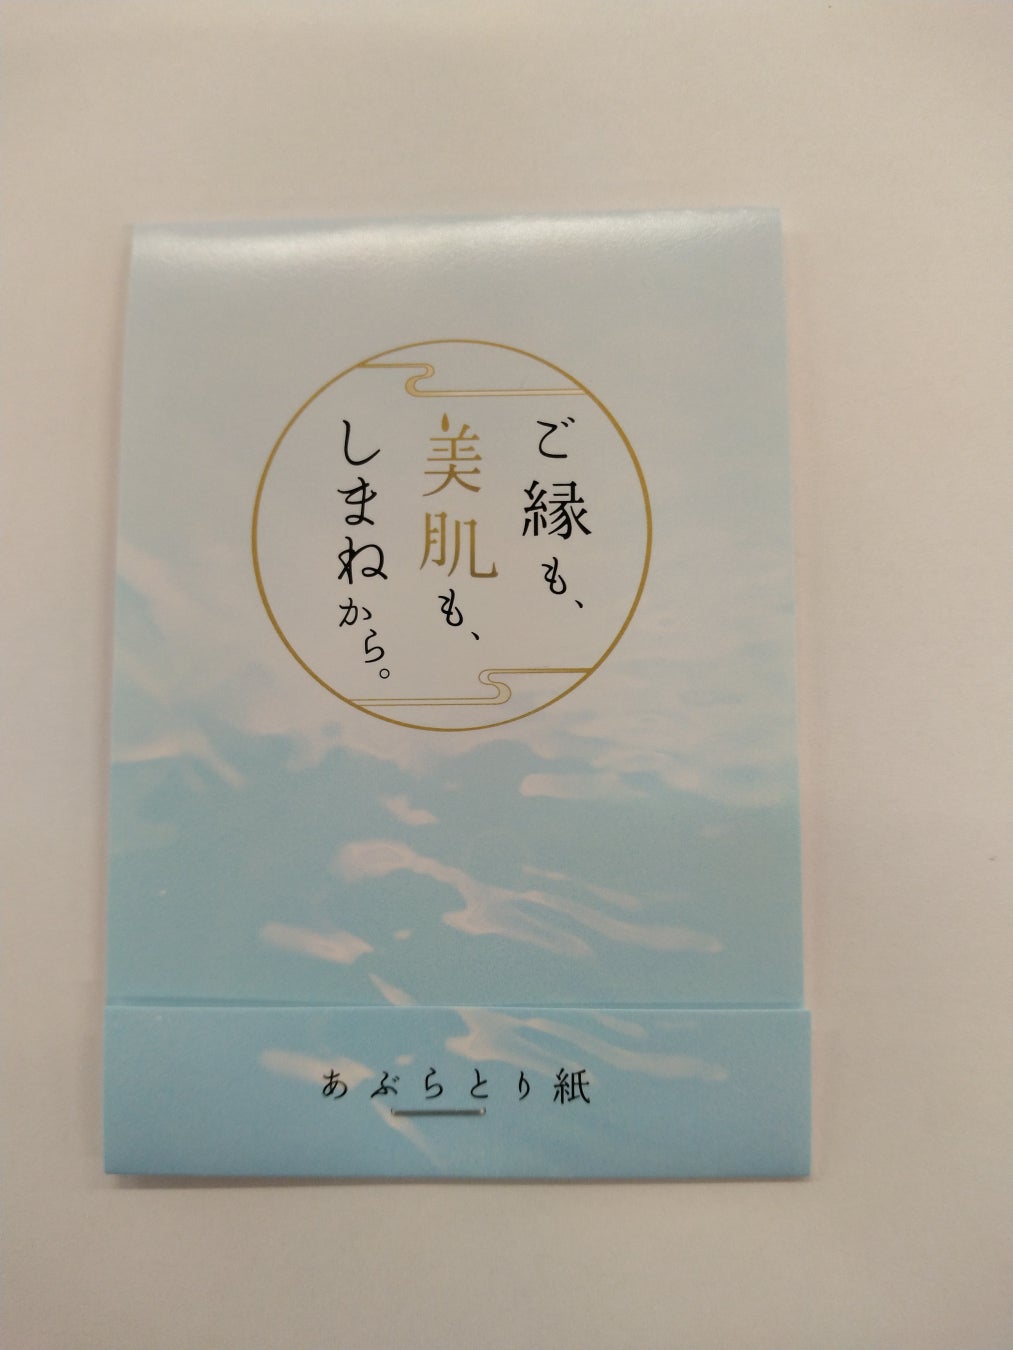 ご縁も、
美肌も、
しまねから。
あぶらとり紙